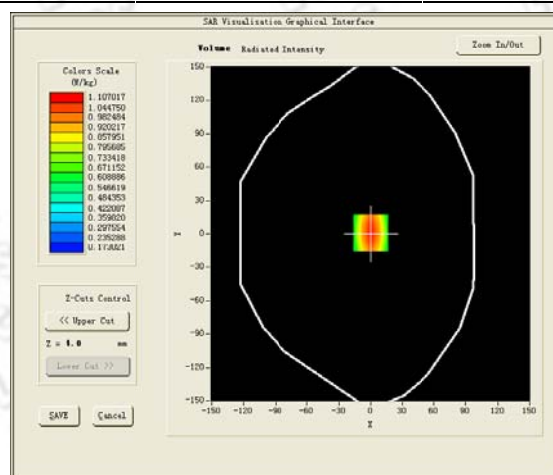 SAR Visualisation Graphical Interface
Volume Radiated Intensity
Zoom In/Out
Colors Scale
(W/kg)
1.107017
1.044750
0.982484
0.920217
0.857951
0.795685
0.733418
0.671152
0.608886
0.546619
0.484353
0.422087
0.359820
0.297554
0.235288
0.173021
Z-Cuts Control
<< Upper Cut
Z = 4.0 mm
Lower Cut >>
SAVE Cancel
150
120
90
60
30
0
-30
-60
-90
-120
-150
Y
-150 -120 -90 -60 -30 0 30 60 90 120 150
X